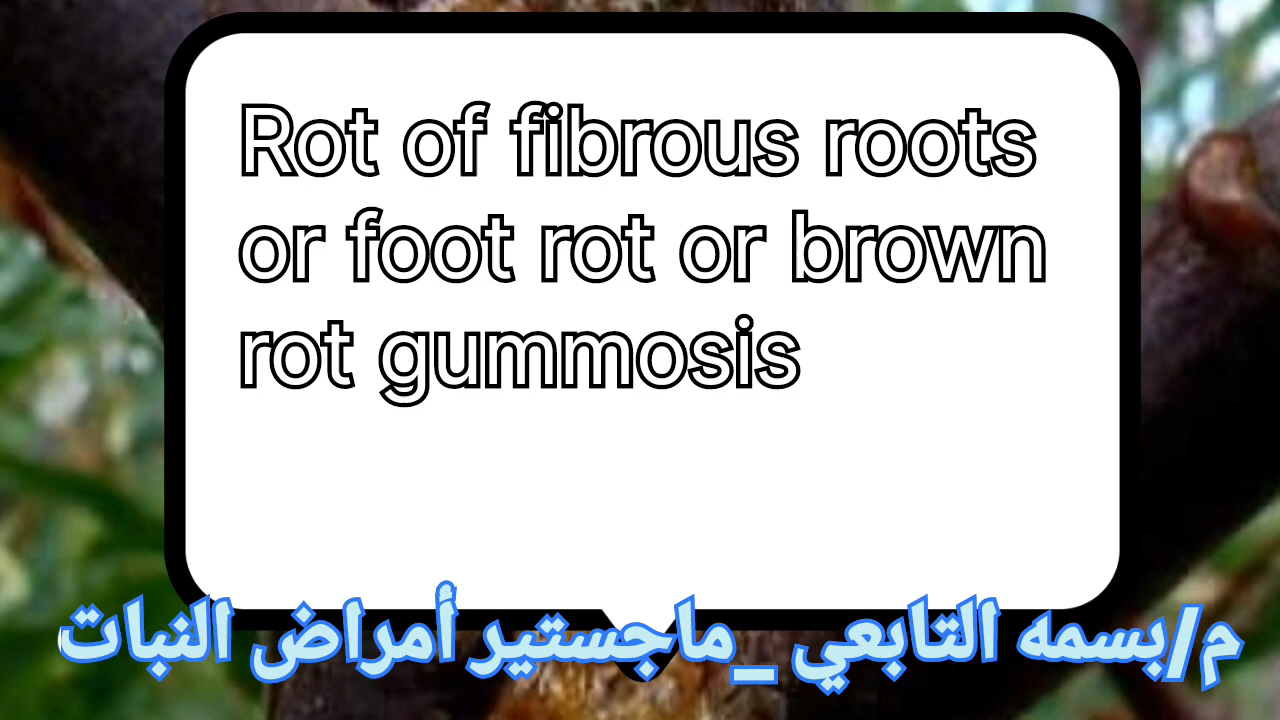 Rot of fibrous roots
or foot rot or brown
rot gummosis
م/بسمه التابعي _ماجستير أمراض النبات